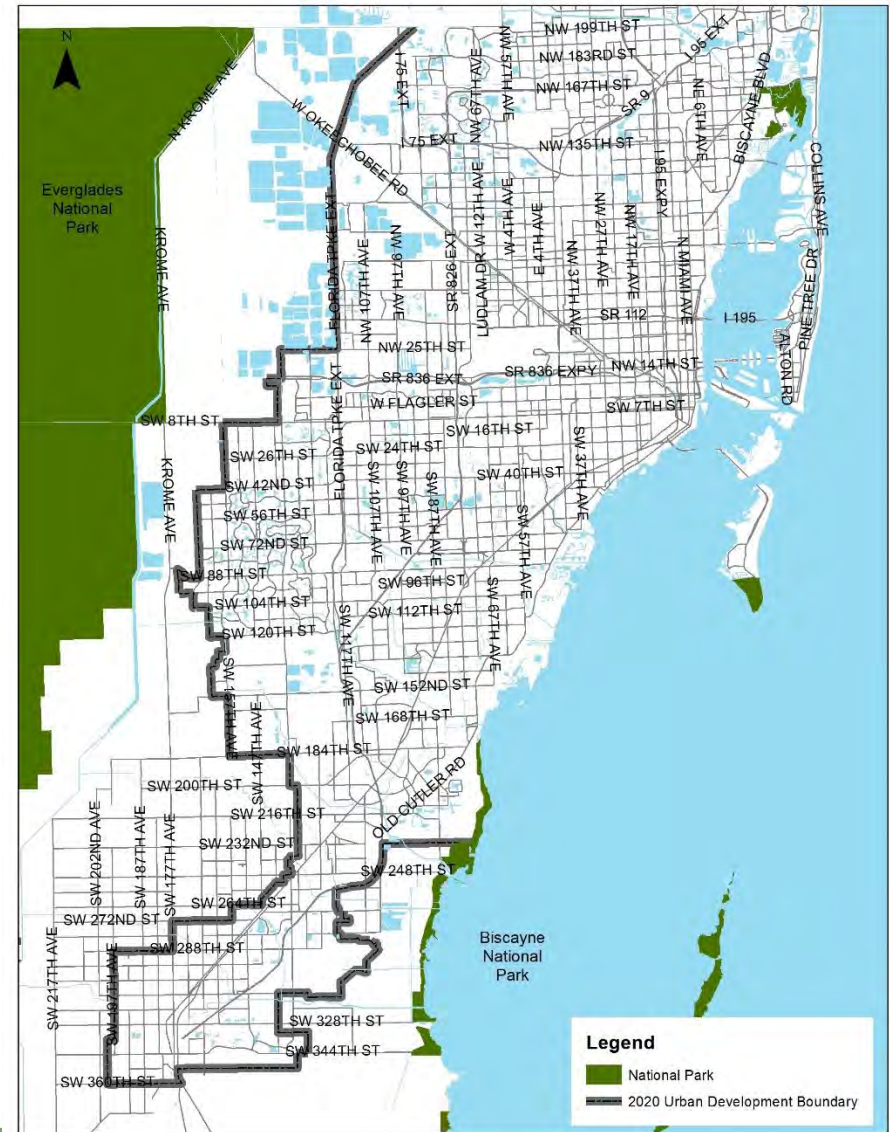 N
NW 199TH ST
I 95 EXT
NW 183RD RD ST
NW 57TH AVE
NW 67TH AVE
I 75 EXT
NW 167TH ST
SR 9
NE 6TH AVE
BISCAYNE BLVD
N KROME AVE
W OKEECHOBEE RD
I 75 EXT
NW 135TH ST
I 95 EXPY
COLLINS AVE
Everglades
National
Park
KROME AVE
FLORIDA TPKE EXT
NW 107TH AVE
NW 97TH AVE
SR 826 EXT
LUDLAM DR
W 12TH AVE
W 4TH AVE
E 4TH AVE
NW 37TH AVE
NW 27TH AVE
NW 17TH AVE
N MIAMI AVE
PINE TREE DR
SR 112
I 195
ALTON RD
NW 25TH ST
SR 836 EXT
SR 836 EXPY
NW 14TH ST
W FLAGLER ST
SW 7TH ST
SW 8TH ST
SW 16TH ST
SW 24TH ST
SW 26TH ST
FLORIDA TPKE EXT
SW 37TH AVE
KROME AVE
SW 42ND ST
SW 107TH AVE
SW 97TH AVE
SW 87TH AVE
SW 40TH ST
SW 56TH ST
SW 57TH AVE
SW 72ND ST
SW 88TH ST
SW 96TH ST
SW 67TH AVE
SW 104TH ST
SW 112TH ST
SW 117TH AVE
SW 120TH ST
SW 157TH AVE
SW 152ND ST
SW 147TH AVE
SW 168TH ST
SW 184TH ST
OLD CUTLER RD
SW 200TH ST
SW 202ND AVE
SW 187TH AVE
SW 177TH AVE
SW 216TH ST
SW 232ND ST
SW 248TH ST
SW 264TH ST
SW 272ND ST
SW 288TH ST
SW 217TH AVE
SW 197TH AVE
Biscayne
National
Park
SW 328TH ST
SW 344TH ST
SW 360TH ST
Legend
National Park
2020 Urban Development Boundary